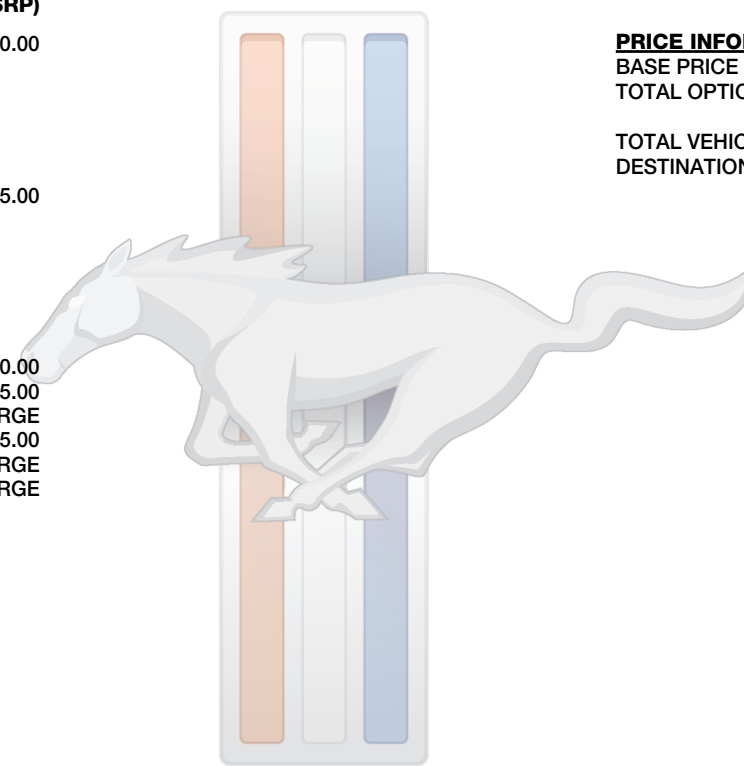 SRP)
0.00
5.00
0.00
5.00
RGE
5.00
RGE
RGE
PRICE INFO
BASE PRICE
TOTAL OPTIO
TOTAL VEHIC
DESTINATION